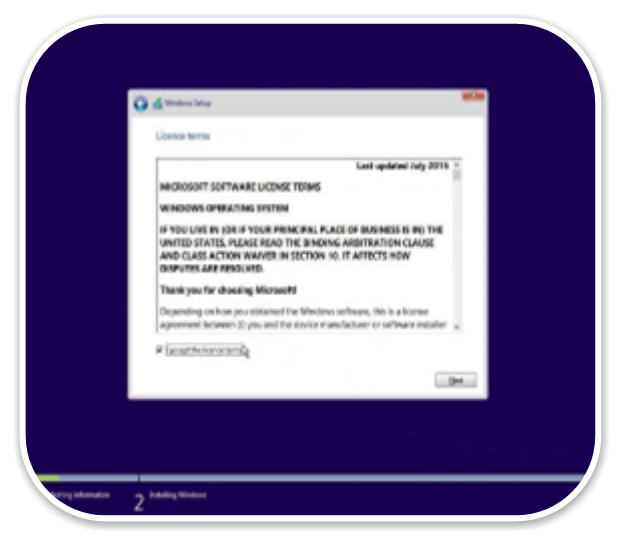 Windows Setup
Licence terms
Last updated July 2016
MICROSOFT SOFTWARE LICENSE TERMS
WINDOWS OPERATING SYSTEM
IF YOU LIVE IN (OR IF YOUR PRINCIPAL PLACE OF BUSINESS IS IN) THE
UNITED STATES, PLEASE READ THE BINDING ARBITRATION CLAUSE
AND CLASS ACTION WAIVER IN SECTION 10. IT AFFECTS HOW
DISPUTES ARE RESOLVED.
Thank you for choosing Microsoft!
Depending on how you obtained the Windows software, this is a license
agreement between (i) you and the device manufacturer or software installer
I accept the licence terms
Next
information
2 Installing Windows